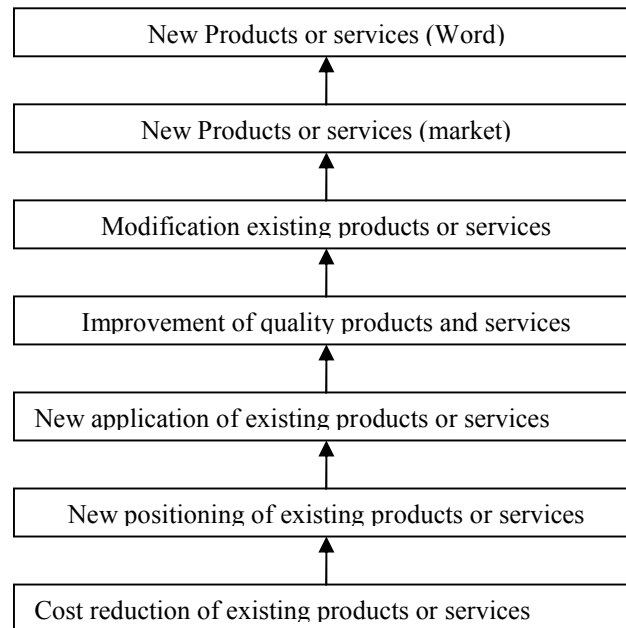 New Products or services (Word)
New Products or services (market)
Modification existing products or services
Improvement of quality products and services
New application of existing products or services
New positioning of existing products or services
Cost reduction of existing products or services